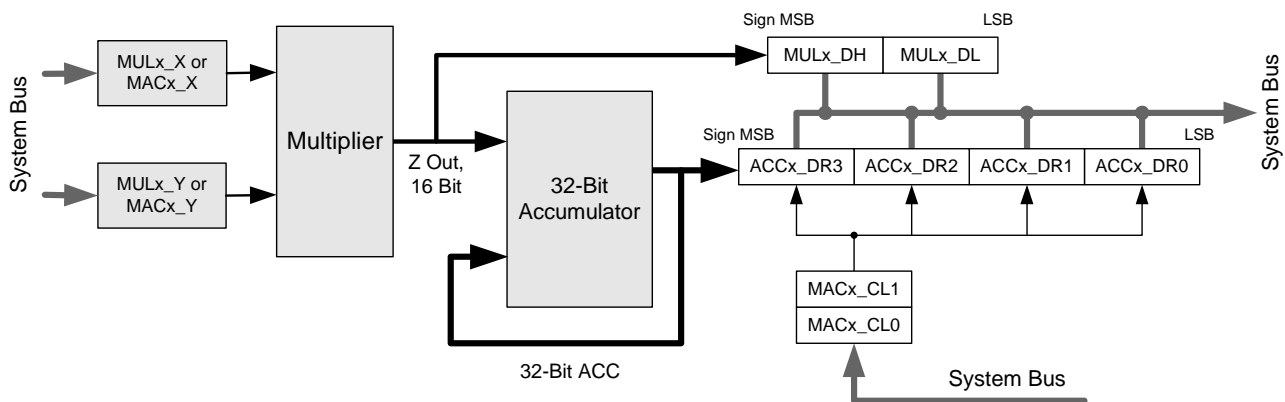 Sign MSB
LSB
MULx_X or
MACx_X
MULx_DH
MULx_DL
System Bus
Multiplier
Z Out,
16 Bit
32-Bit
Accumulator
Sign MSB
LSB
ACCx_DR3
ACCx_DR2
ACCx_DR1
ACCx_DR0
System Bus
MULx_Y or
MACx_Y
MACx_CL1
MACx_CL0
32-Bit ACC
System Bus